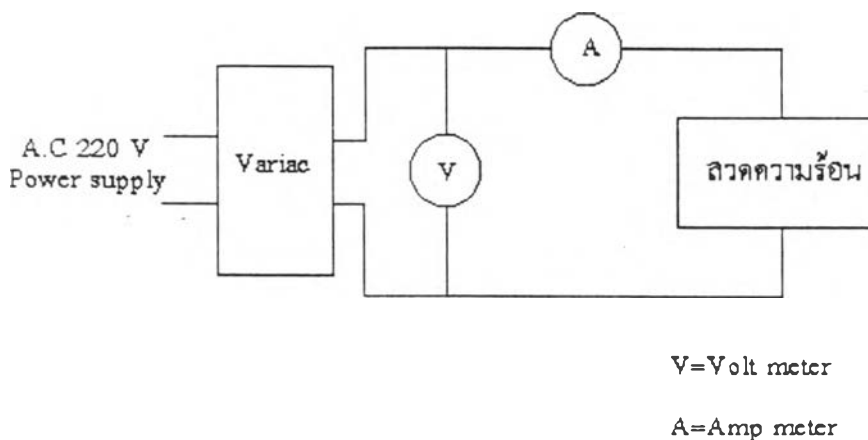 A
A.C 220 V
Power supply
Variac
V
ลวดความร้อน
V=Volt meter
A=Amp meter